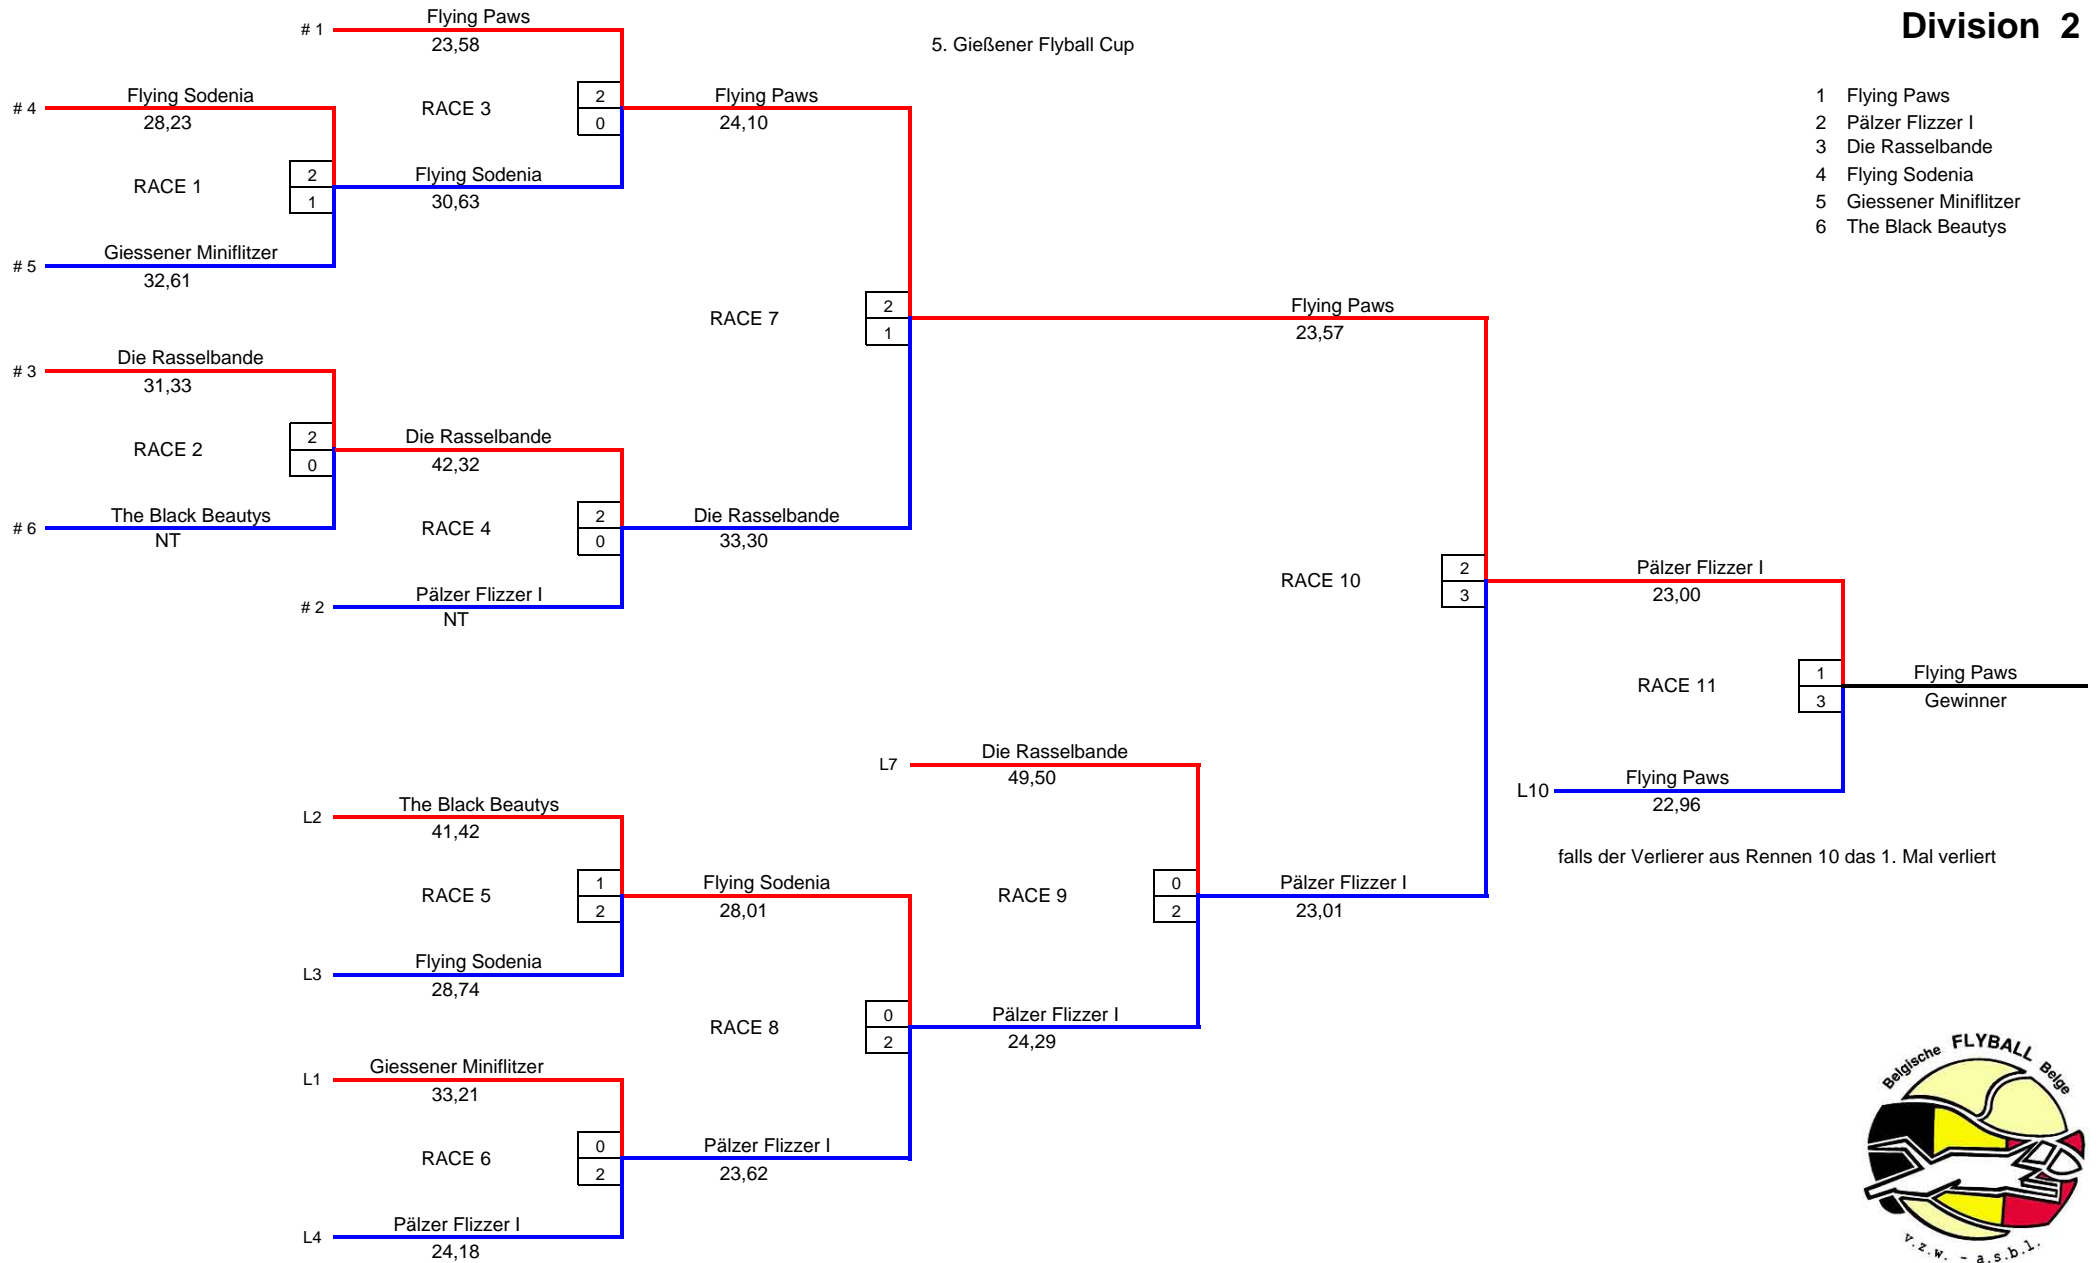 Division 2
5. Gießener Flyball Cup
1 Flying Paws
2 Pälzer Flizzer I
3 Die Rasselbande
4 Flying Sodenia
5 Giessener Miniflitzer
6 The Black Beautys
# 1 Flying Paws
23,58
RACE 3
2
0
# 4 Flying Sodenia
28,23
RACE 1
2
1
Flying Sodenia
30,63
# 5 Giessener Miniflitzer
32,61
Flying Paws
24,10
RACE 7
2
1
Flying Paws
23,57
# 3 Die Rasselbande
31,33
RACE 2
2
0
# 6 The Black Beautys
NT
Die Rasselbande
42,32
RACE 4
2
0
# 2 Pälzer Flizzer I
NT
Die Rasselbande
33,30
RACE 10
2
3
Pälzer Flizzer I
23,00
RACE 11
1
3
Flying Paws
Gewinner
L10 Flying Paws
22,96
falls der Verlierer aus Rennen 10 das 1. Mal verliert
L7 Die Rasselbande
49,50
RACE 9
0
2
Pälzer Flizzer I
23,01
L2 The Black Beautys
41,42
RACE 5
1
2
L3 Flying Sodenia
28,74
Flying Sodenia
28,01
RACE 8
0
2
Pälzer Flizzer I
24,29
L1 Giessener Miniflitzer
33,21
RACE 6
0
2
L4 Pälzer Flizzer I
24,18
Pälzer Flizzer I
23,62
Belgische FLYBALL Belge
v.z.w. - a.s.b.l.